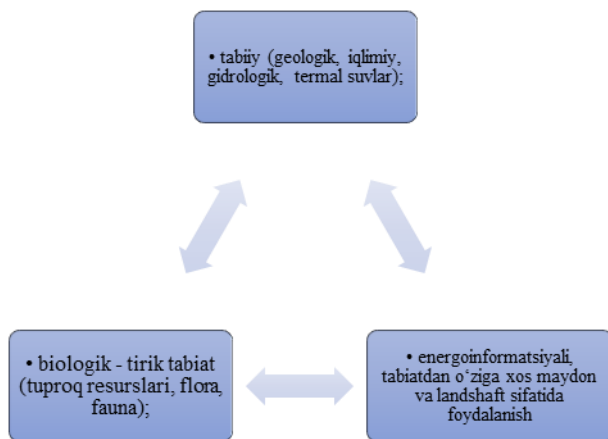 • tabiiy (geologik, iqlimiy,
gidrologik, termal suvlar);
• biologik - tirik tabiat
(tuproq resurslari, flora,
fauna);
• energoinformatsiyali,
tabiatdan o‘ziga xos maydon
va landshaft sifatida
foydalanish